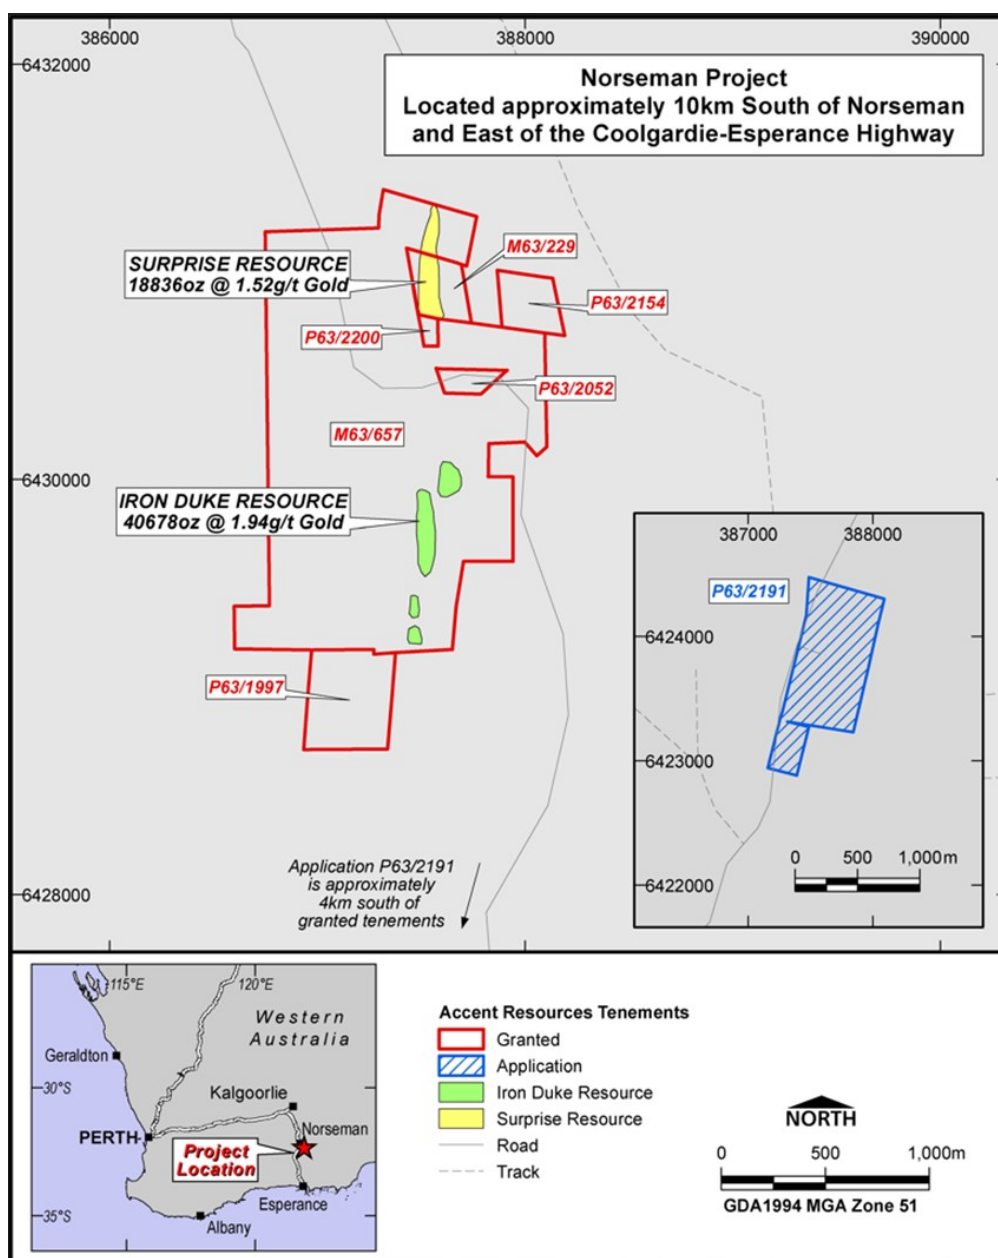 386000
388000
390000
6432000
Norseman Project
Located approximately 10km South of Norseman
and East of the Coolgardie-Esperance Highway
M63/229
SURPRISE RESOURCE
18836oz @ 1.52g/t Gold
P63/2154
P63/2200
P63/2052
M63/657
6430000
IRON DUKE RESOURCE
40678oz @ 1.94g/t Gold
387000
388000
P63/2191
6424000
P63/1997
6423000
0
500
1,000m
6422000
Application P63/2191
is approximately
4km south of
granted tenements
6428000
115°E
120°E
Western
Australia
Geraldton
30°S
Kalgoorlie
PERTH
Norseman
Project
Location
Esperance
35°S
Albany
Accent Resources Tenements
Granted
Application
Iron Duke Resource
Surprise Resource
Road
Track
NORTH
0
500
1,000m
GDA1994 MGA Zone 51